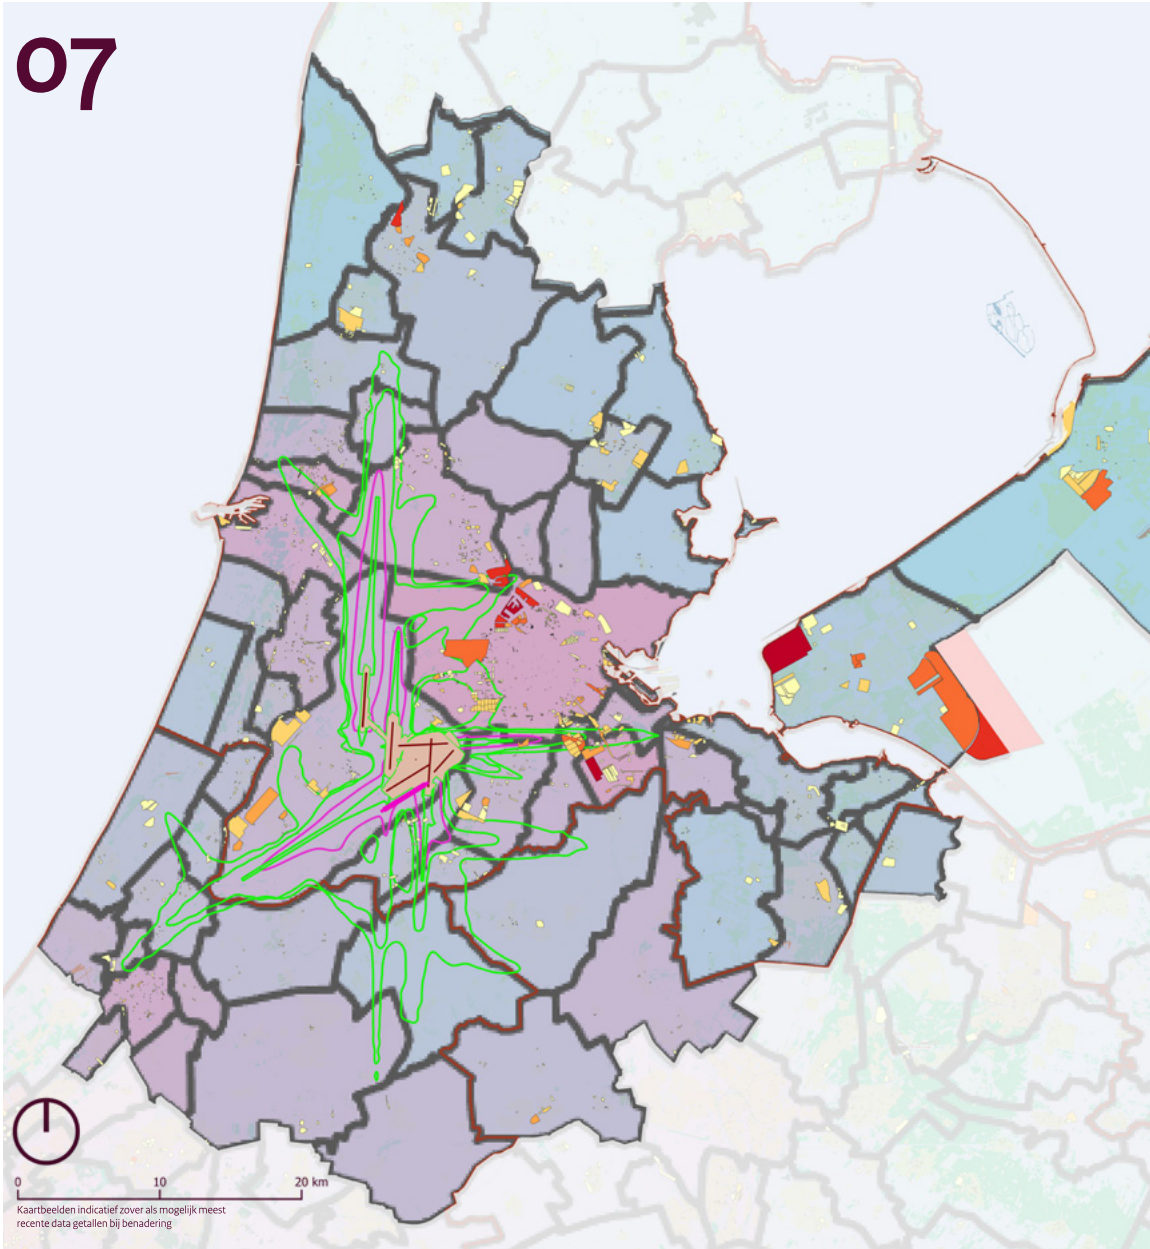 07
0
10
20 km
Kaartbeelden indicatief zover als mogelijk meest
recente data getallen bij benadering